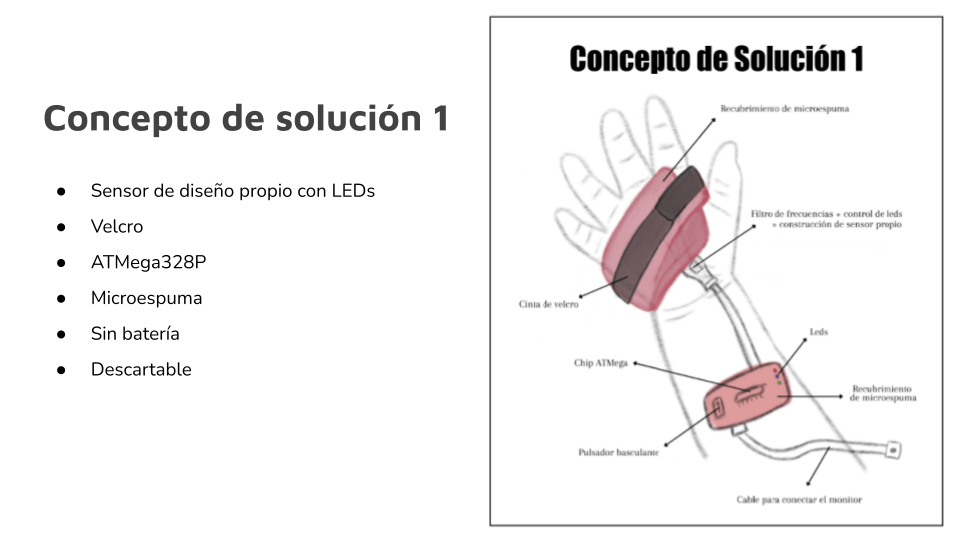 Concepto de solución 1
● Sensor de diseño propio con LEDs
● Velcro
● ATMega328P
● Microespuma
● Sin batería
● Descartable
Concepto de Solución 1
Recubrimiento de microespuma
Filtro de frecuencias + control de leds
= construcción de sensor propio
Cinta de velcro
Leds
Chip ATMega
Recubrimiento
de microespuma
Pulsador basculante
Cable para conectar el monitor